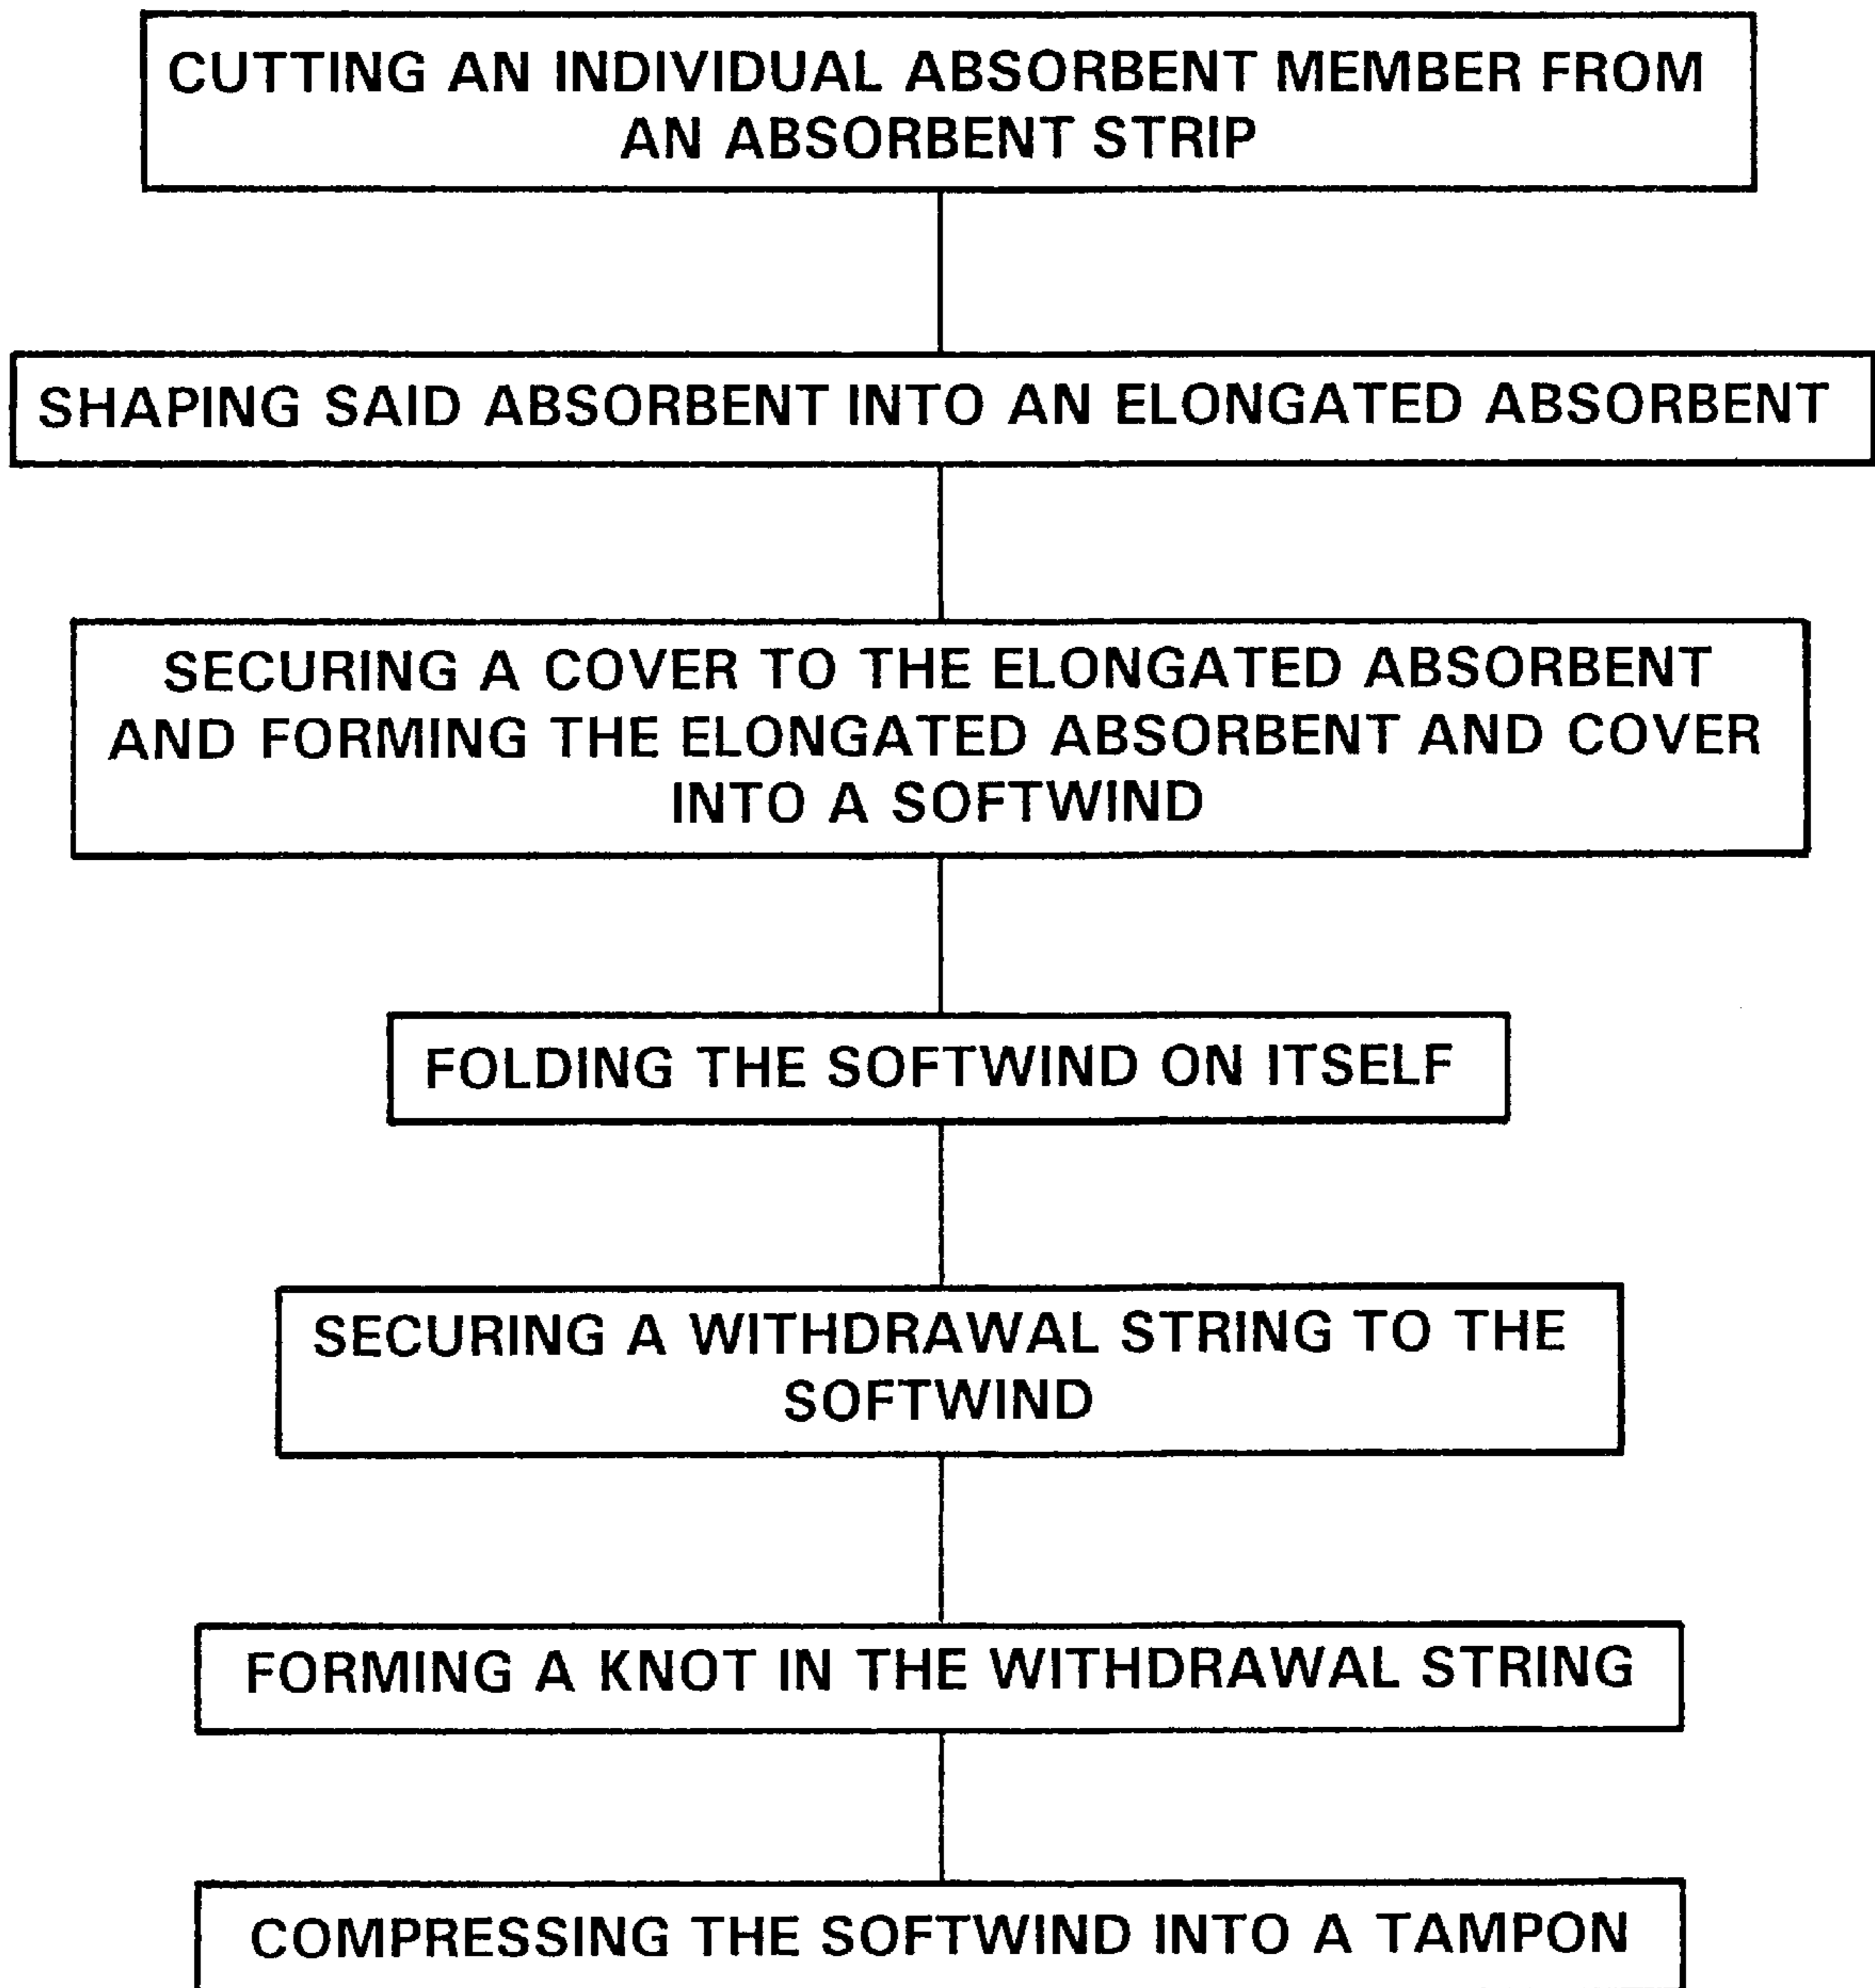 CUTTING AN INDIVIDUAL ABSORBENT MEMBER FROM
AN ABSORBENT STRIP
SHAPING SAID ABSORBENT INTO AN ELONGATED ABSORBENT
SECURING A COVER TO THE ELONGATED ABSORBENT
AND FORMING THE ELONGATED ABSORBENT AND COVER
INTO A SOFTWIND
FOLDING THE SOFTWIND ON ITSELF
SECURING A WITHDRAWAL STRING TO THE
SOFTWIND
FORMING A KNOT IN THE WITHDRAWAL STRING
COMPRESSING THE SOFTWIND INTO A TAMPON